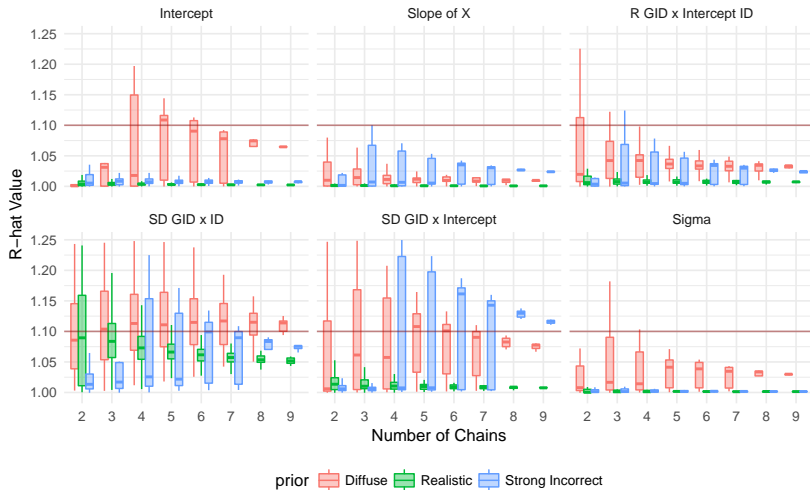 Intercept
Slope of X
R GID x Intercept ID
1.25
1.20
1.15
1.10
1.05
1.00
SD GID x ID
SD GID x Intercept
Sigma
1.25
1.20
1.15
1.10
1.05
1.00
R−hat Value
2 3 4 5 6 7 8 9
2 3 4 5 6 7 8 9
2 3 4 5 6 7 8 9
Number of Chains
prior Diffuse Realistic Strong Incorrect